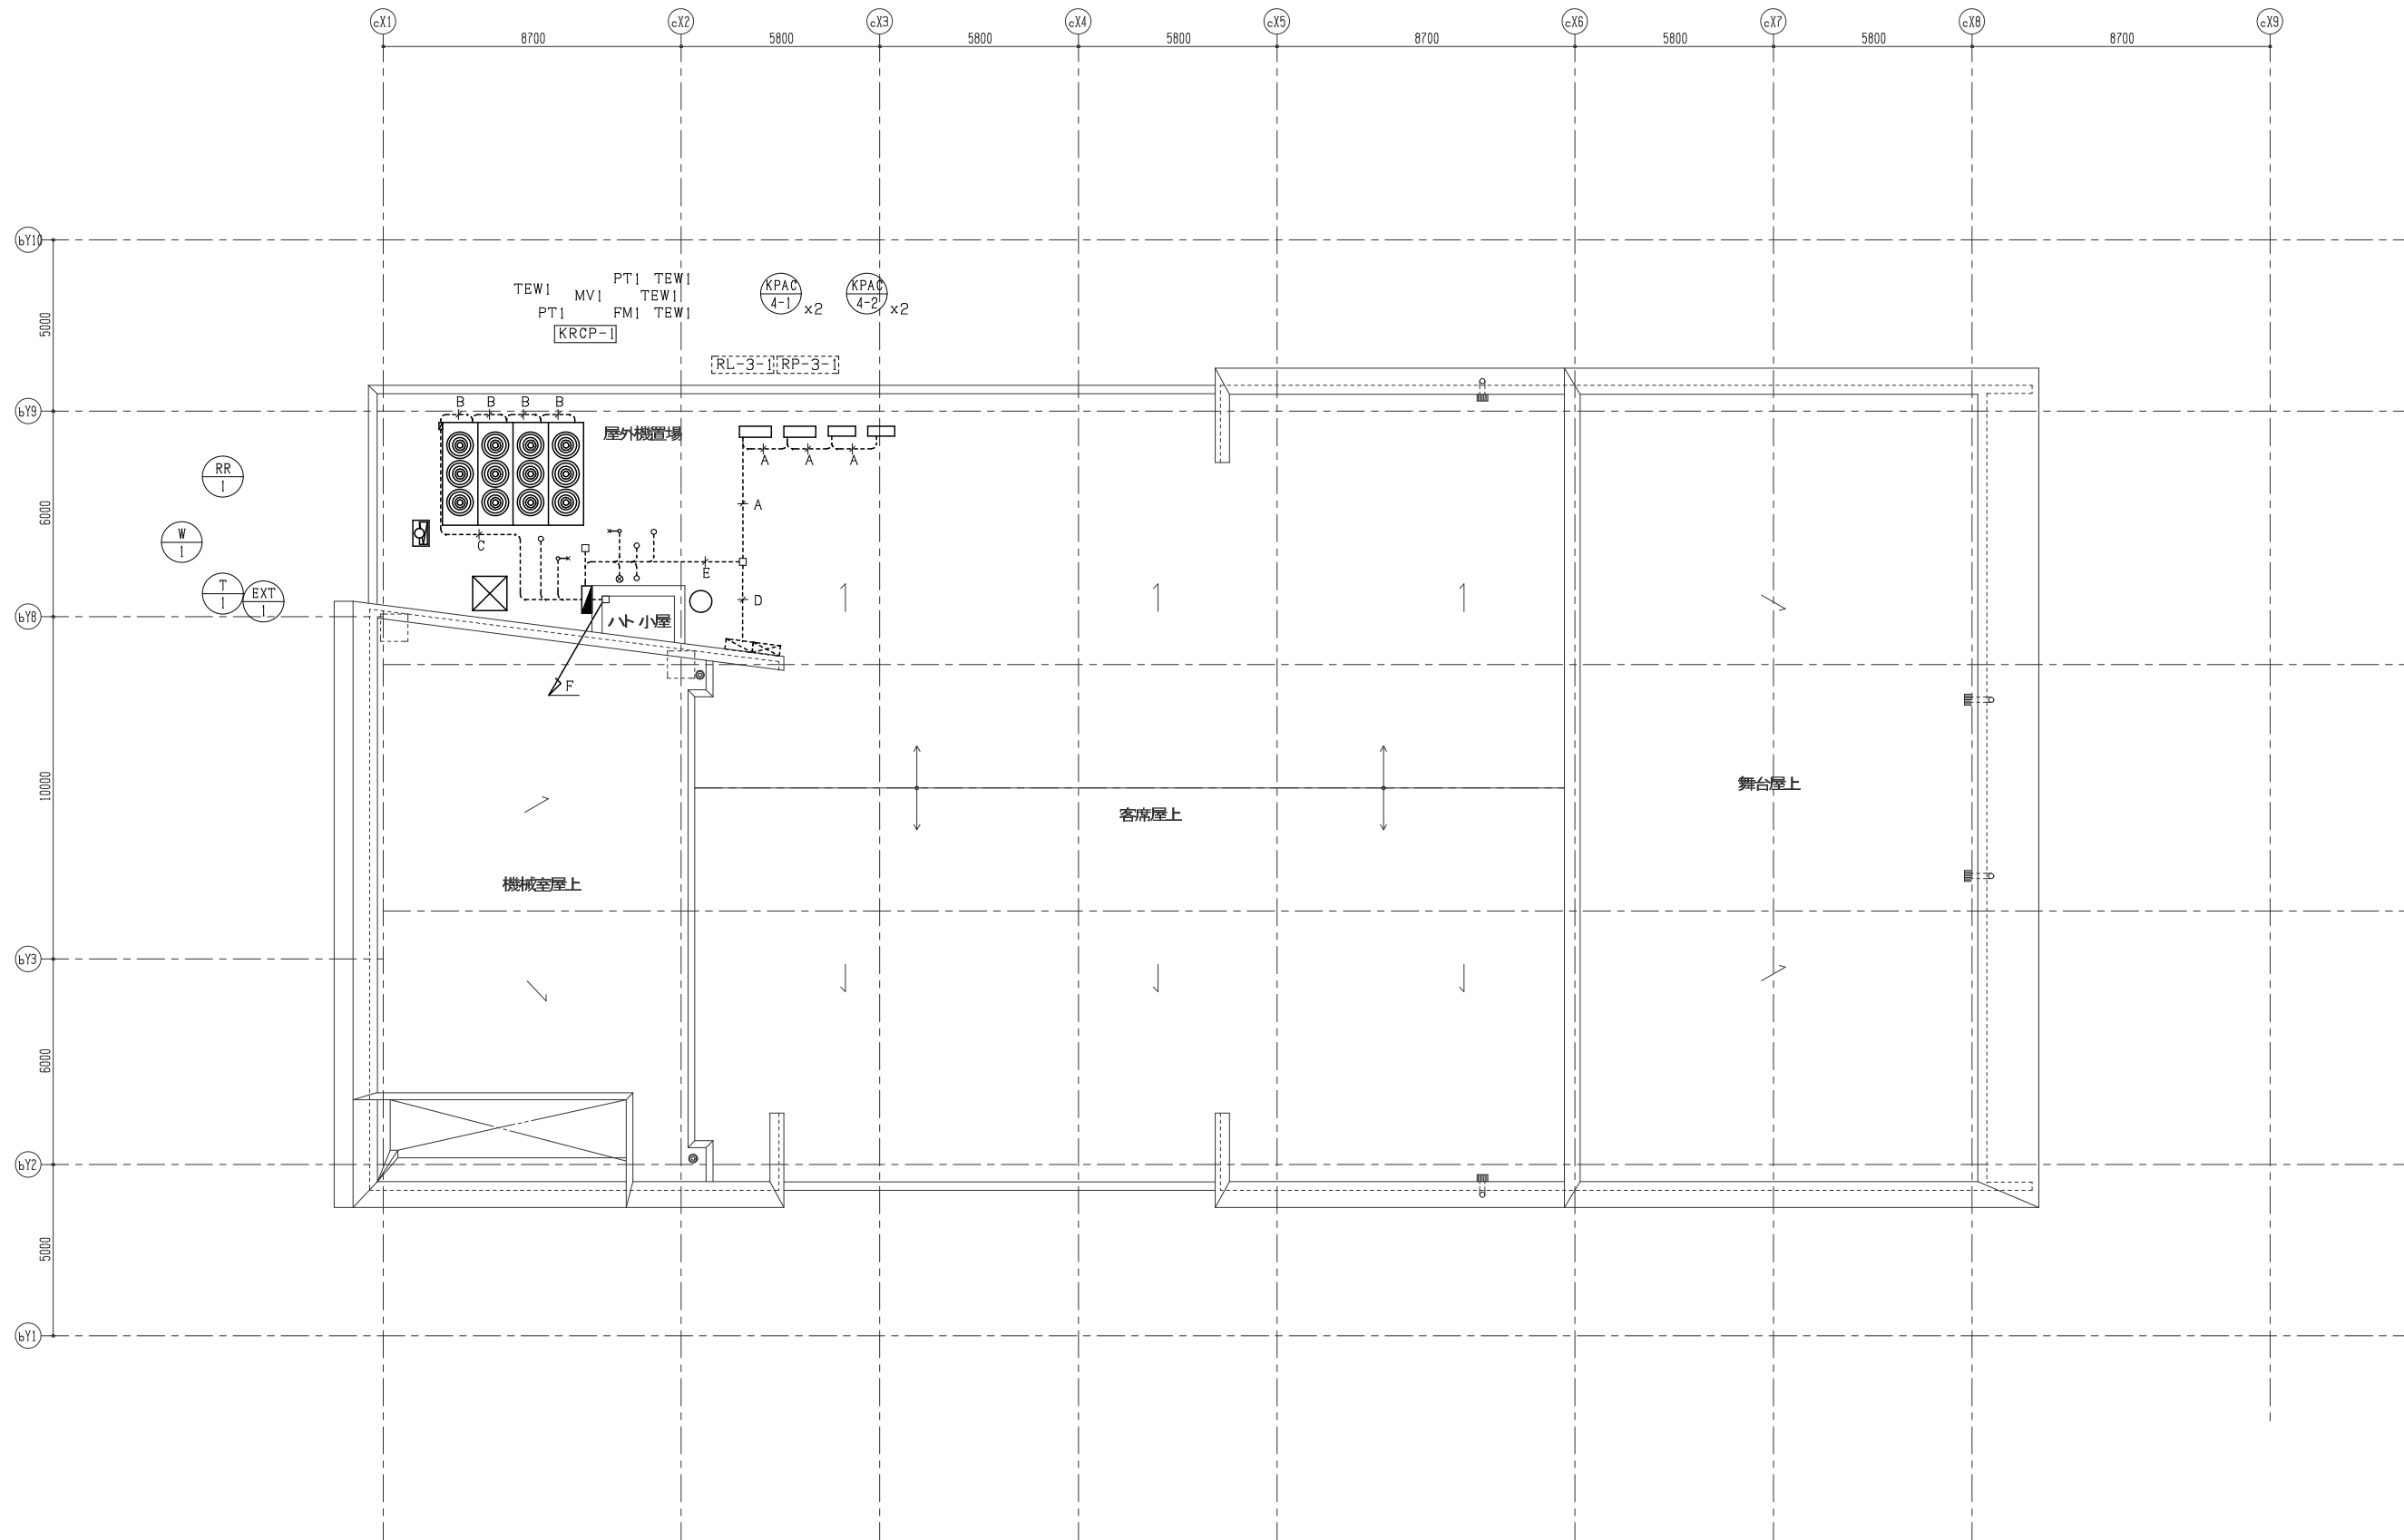 cX1 cX2 cX3 cX4 cX5 cX6 cX7 cX8 cX9
8700 5800 5800 5800 8700 5800 5800 8700
bY10
5000
TEW1
MV1
PT1 TEW1
TEW1
PT1
FM1 TEW1
KRCP-1
KPAC
4-1
x2
KPAC
4-2
x2
RL-3-1
RP-3-1
bY9
B B B B
屋外機置場
A A A
RR
1
6000
A
W
1
C
E
T
1
EXT
1
D
bY8
ハト小屋
F
10000
舞台屋上
客席屋上
機械室屋上
bY3
6000
bY2
5000
bY1